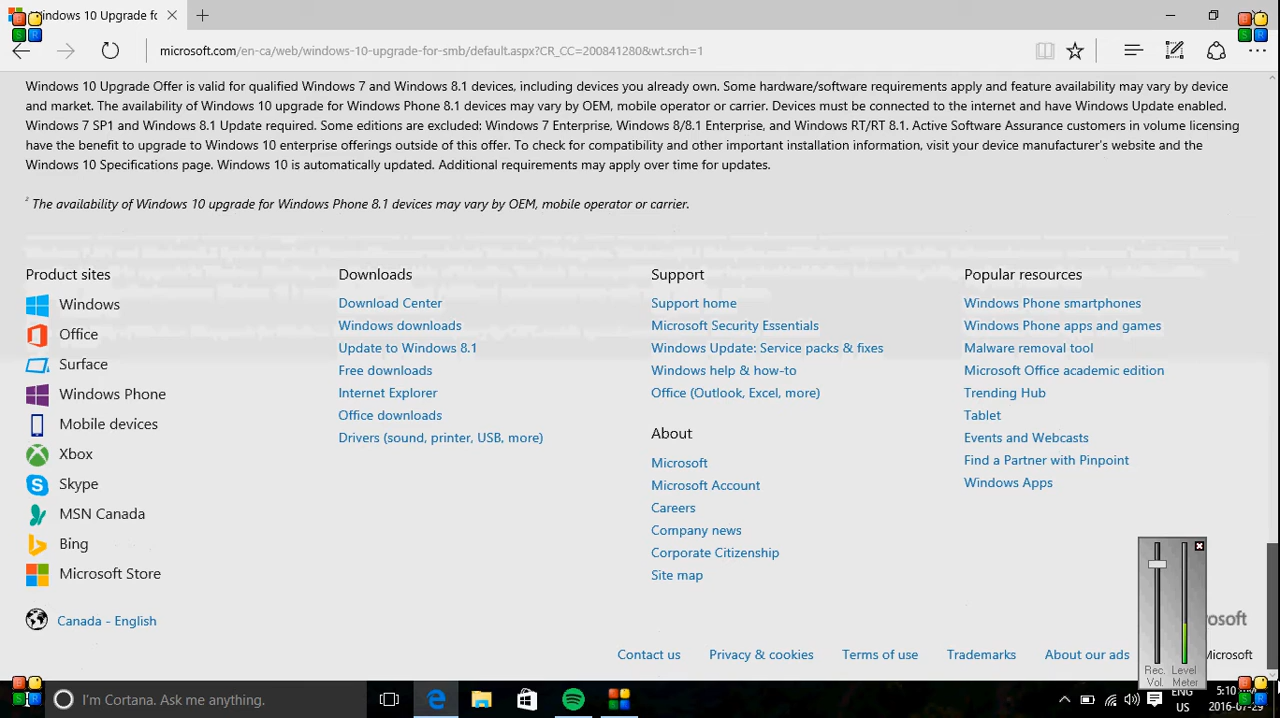 Windows 10 Upgrade fo
microsoft.com/en-ca/web/windows-10-upgrade-for-smb/default.aspx?CR_CC=200841280&wt.srch=1
Windows 10 Upgrade Offer is valid for qualified Windows 7 and Windows 8.1 devices, including devices you already own. Some hardware/software requirements apply and feature availability may vary by device
and market. The availability of Windows 10 upgrade for Windows Phone 8.1 devices may vary by OEM, mobile operator or carrier. Devices must be connected to the internet and have Windows Update enabled.
Windows 7 SP1 and Windows 8.1 Update required. Some editions are excluded: Windows 7 Enterprise, Windows 8/8.1 Enterprise, and Windows RT/RT 8.1. Active Software Assurance customers in volume licensing
have the benefit to upgrade to Windows 10 enterprise offerings outside of this offer. To check for compatibility and other important installation information, visit your device manufacturer's website and the
Windows 10 Specifications page. Windows 10 is automatically updated. Additional requirements may apply over time for updates.
² The availability of Windows 10 upgrade for Windows Phone 8.1 devices may vary by OEM, mobile operator or carrier.
Product sites
Windows
Office
Surface
Windows Phone
Mobile devices
Xbox
Skype
MSN Canada
Bing
Microsoft Store
Canada - English
Downloads
Download Center
Windows downloads
Update to Windows 8.1
Free downloads
Internet Explorer
Office downloads
Drivers (sound, printer, USB, more)
Support
Support home
Microsoft Security Essentials
Windows Update: Service packs & fixes
Windows help & how-to
Office (Outlook, Excel, more)
About
Microsoft
Microsoft Account
Careers
Company news
Corporate Citizenship
Site map
Popular resources
Windows Phone smartphones
Windows Phone apps and games
Malware removal tool
Microsoft Office academic edition
Trending Hub
Tablet
Events and Webcasts
Find a Partner with Pinpoint
Windows Apps
rosoft
Contact us Privacy & cookies Terms of use Trademarks About our ads Microsoft
Rec. Level
Vol. Meter
I'm Cortana. Ask me anything.
ENG
US
5:10
2016-07-29